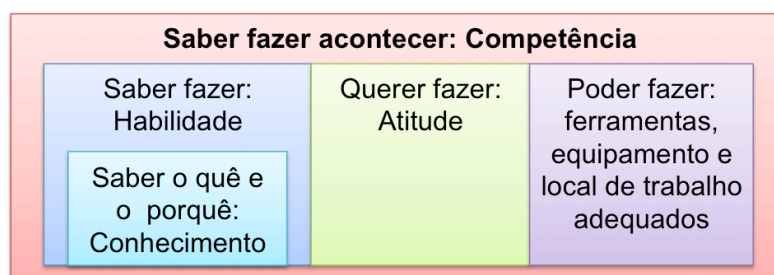 Saber fazer acontecer: Competência
Saber fazer:
Habilidade
Saber o quê e
o porquê:
Conhecimento
Querer fazer:
Atitude
Poder fazer:
ferramentas,
equipamento e
local de trabalho
adequados